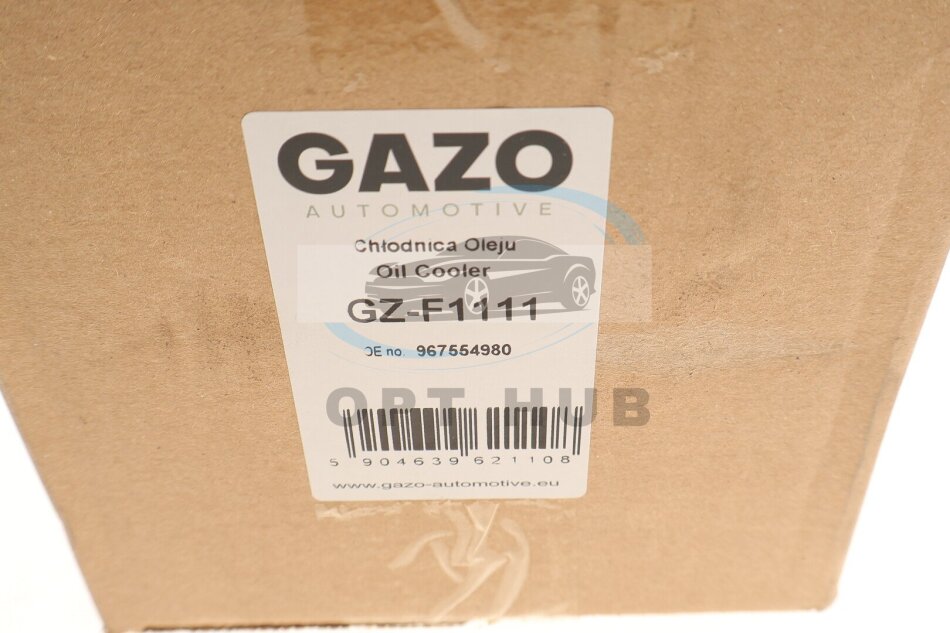 GAZO
AUTOMOTIVE
Chłodnica Oleju
Oil Cooler
GZ-F1111
OE no. 967554980
OPT HUB
5 904639 621108
www.gazo-automotive.eu